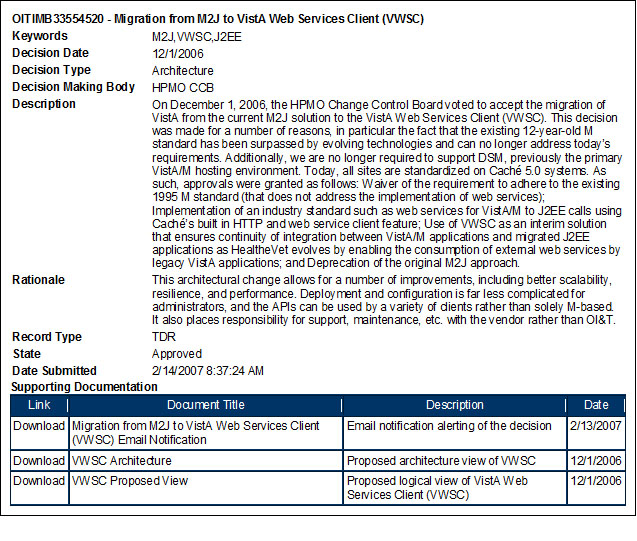 OITIMB33554520 - Migration from M2J to VistA Web Services Client (VWSC)
Keywords M2J,VWSC,J2EE
Decision Date 12/1/2006
Decision Type Architecture
Decision Making Body HPMO CCB
Description On December 1, 2006, the HPMO Change Control Board voted to accept the migration of
VistA from the current M2J solution to the VistA Web Services Client (VWSC). This decision
was made for a number of reasons, in particular the fact that the existing 12-year-old M
standard has been surpassed by evolving technologies and can no longer address today's
requirements. Additionally, we are no longer required to support DSM, previously the primary
VistA/M hosting environment. Today, all sites are standardized on Caché 5.0 systems. As
such, approvals were granted as follows: Waiver of the requirement to adhere to the existing
1995 M standard (that does not address the implementation of web services);
Implementation of an industry standard such as web services for VistA/M to J2EE calls using
Caché's built in HTTP and web service client feature; Use of VWSC as an interim solution
that ensures continuity of integration between VistA/M applications and migrated J2EE
applications as HealtheVet evolves by enabling the consumption of external web services by
legacy VistA applications; and Deprecation of the original M2J approach.
Rationale This architectural change allows for a number of improvements, including better scalability,
resilience, and performance. Deployment and configuration is far less complicated for
administrators, and the APIs can be used by a variety of clients rather than solely M-based.
It also places responsibility for support, maintenance, etc. with the vendor rather than OI&T.
Record Type TDR
State Approved
Date Submitted 2/14/2007 8:37:24 AM
Supporting Documentation
Link Document Title Description Date
Download Migration from M2J to VistA Web Services Client Email notification alerting of the decision 2/13/2007
(VWSC) Email Notification
Download VWSC Architecture Proposed architecture view of VWSC 12/1/2006
Download VWSC Proposed View Proposed logical view of VistA Web 12/1/2006
Services Client (VWSC)